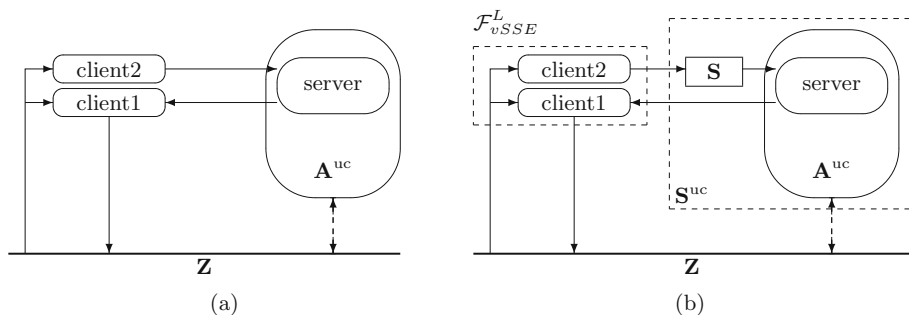 client2
client1
server
A^uc
Z
(a)
F^L_vSSE
client2
client1
S
server
A^uc
S^uc
Z
(b)